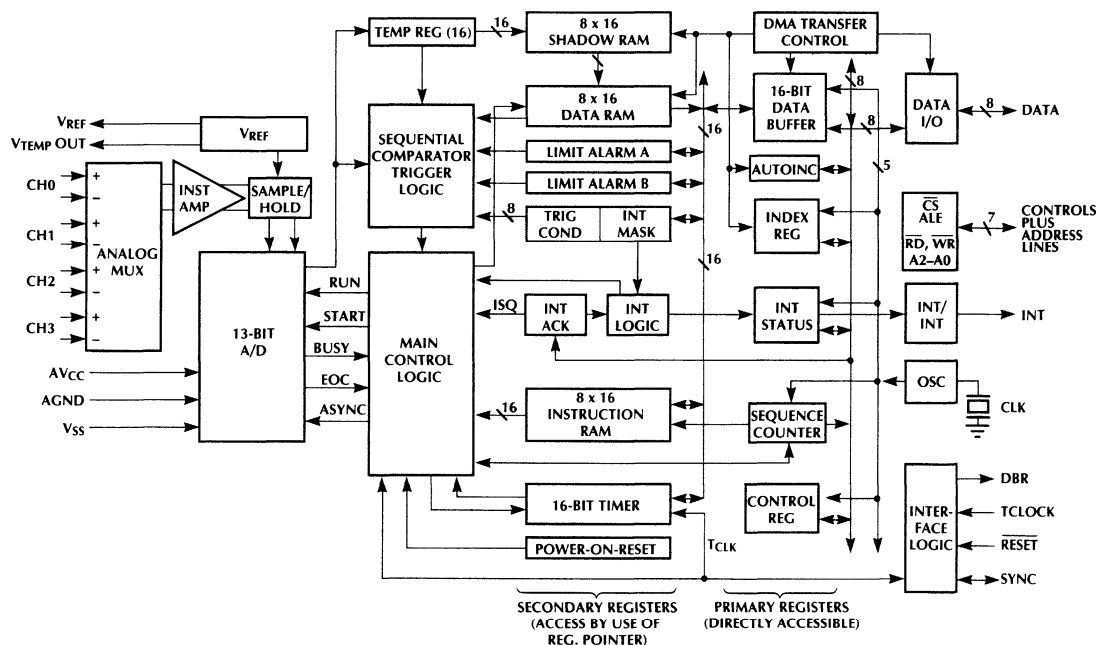 TEMP REG (16)
16
8 x 16
SHADOW RAM
DMA TRANSFER
CONTROL
8 x 16
DATA RAM
16-BIT
DATA
BUFFER
8
8
DATA
I/O
8
DATA
VREF
VTEMP OUT
VREF
SEQUENTIAL
COMPARATOR
TRIGGER
LOGIC
16
LIMIT ALARM A
LIMIT ALARM B
AUTOINC
5
CH0
CH1
CH2
CH3
+
−
+
−
+
−
+
−
ANALOG
MUX
INST
AMP
SAMPLE/
HOLD
8
TRIG
COND
INT
MASK
INDEX
REG
CS
ALE
RD, WR
A2–A0
7
CONTROLS
PLUS
ADDRESS
LINES
16
13-BIT
A/D
RUN
START
BUSY
EOC
ASYNC
MAIN
CONTROL
LOGIC
ISQ
INT
ACK
INT
LOGIC
INT
STATUS
INT/
INT
INT
AVCC
AGND
VSS
16
8 x 16
INSTRUCTION
RAM
SEQUENCE
COUNTER
OSC
CLK
16-BIT TIMER
POWER-ON-RESET
TCLK
CONTROL
REG
INTER-
FACE
LOGIC
DBR
TCLOCK
RESET
SYNC
SECONDARY REGISTERS
(ACCESS BY USE OF
REG. POINTER)
PRIMARY REGISTERS
(DIRECTLY ACCESSIBLE)